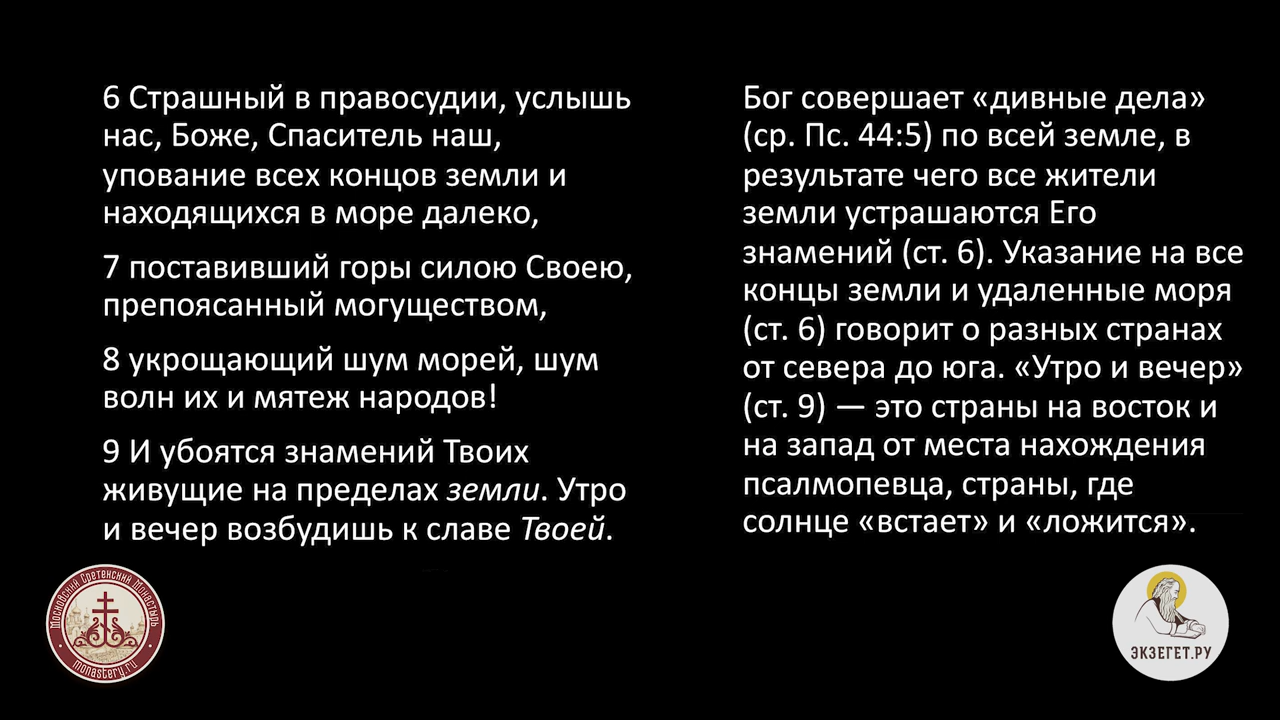 6 Страшный в правосудии, услышь
нас, Боже, Спаситель наш,
упование всех концов земли и
находящихся в море далеко,
7 поставивший горы силою Своею,
препоясанный могуществом,
8 укрощающий шум морей, шум
волн их и мятеж народов!
9 И убоятся знамений Твоих
живущие на пределах земли. Утро
и вечер возбудишь к славе Твоей.
Бог совершает «дивные дела»
(ср. Пс. 44:5) по всей земле, в
результате чего все жители
земли устрашаются Его
знамений (ст. 6). Указание на все
концы земли и удаленные моря
(ст. 6) говорит о разных странах
от севера до юга. «Утро и вечер»
(ст. 9) — это страны на восток и
на запад от места нахождения
псалмопевца, страны, где
солнце «встает» и «ложится».
Московский Сретенский Монастырь
monastery.ru
ЭКЗЕГЕТ.РУ